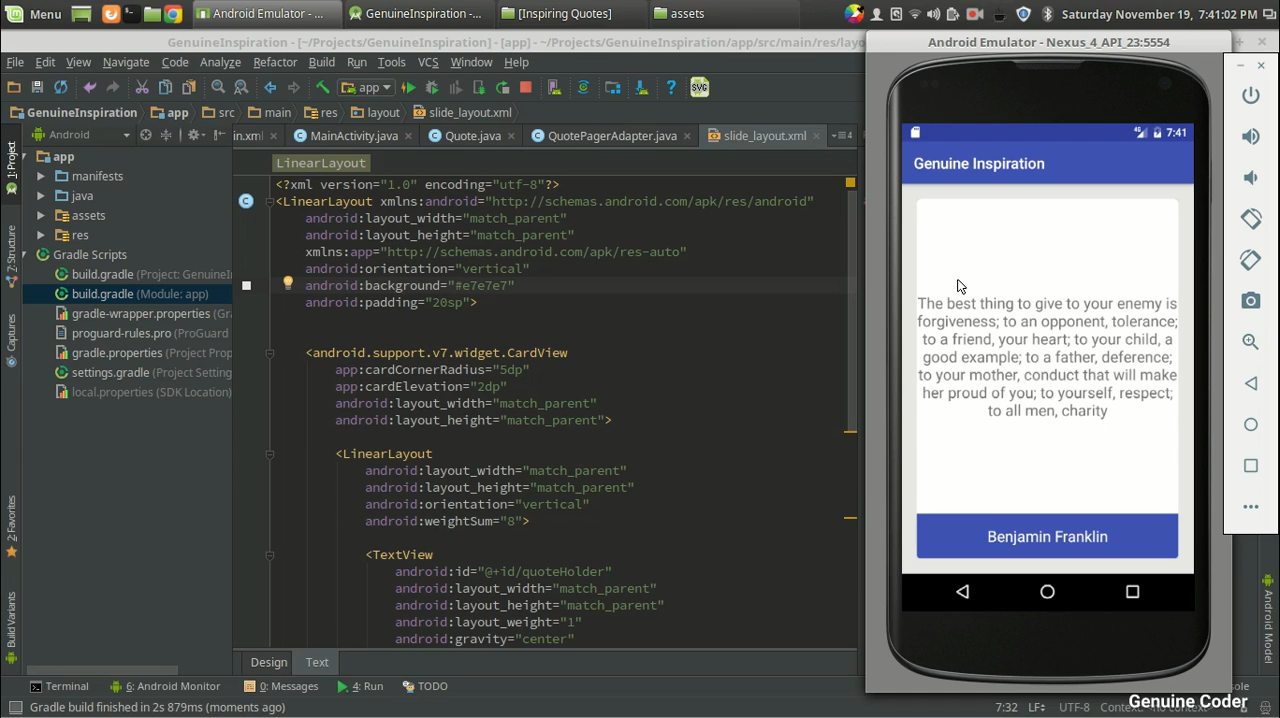 Menu
Android Emulator - ...
GenuineInspiration -...
[Inspiring Quotes]
assets
Saturday November 19, 7:41:02 PM
GenuineInspiration - [~/Projects/GenuineInspiration] - [app] - ~/Projects/GenuineInspiration/app/src/main/res/layo
File Edit View Navigate Code Analyze Refactor Build Run Tools VCS Window Help
app
SVG
GenuineInspiration app src main res layout slide_layout.xml
Android
in.xml MainActivity.java Quote.java QuotePagerAdapter.java slide_layout.xml
1: Project
7: Structure
Captures
2: Favorites
Build Variants
app
manifests
java
assets
res
Gradle Scripts
build.gradle (Project: GenuineI
build.gradle (Module: app)
gradle-wrapper.properties (Gra
proguard-rules.pro (ProGuard
gradle.properties (Project Prop
settings.gradle (Project Setting
local.properties (SDK Location)
LinearLayout
<?xml version="1.0" encoding="utf-8"?>
<LinearLayout xmlns:android="http://schemas.android.com/apk/res/android"
android:layout_width="match_parent"
android:layout_height="match_parent"
xmlns:app="http://schemas.android.com/apk/res-auto"
android:orientation="vertical"
android:background="#e7e7e7"
android:padding="20sp">
<android.support.v7.widget.CardView
app:cardCornerRadius="5dp"
app:cardElevation="2dp"
android:layout_width="match_parent"
android:layout_height="match_parent">
<LinearLayout
android:layout_width="match_parent"
android:layout_height="match_parent"
android:orientation="vertical"
android:weightSum="8">
<TextView
android:id="@+id/quoteHolder"
android:layout_width="match_parent"
android:layout_height="match_parent"
android:layout_weight="1"
android:gravity="center"
Design Text
Terminal 6: Android Monitor 0: Messages 4: Run TODO
Gradle build finished in 2s 879ms (moments ago)
7:32 LF÷ UTF-8
Android Emulator - Nexus_4_API_23:5554
7:41
Genuine Inspiration
The best thing to give to your enemy is
forgiveness; to an opponent, tolerance;
to a friend, your heart; to your child, a
good example; to a father, deference;
to your mother, conduct that will make
her proud of you; to yourself, respect;
to all men, charity
Benjamin Franklin
Android Model
Genuine Coder